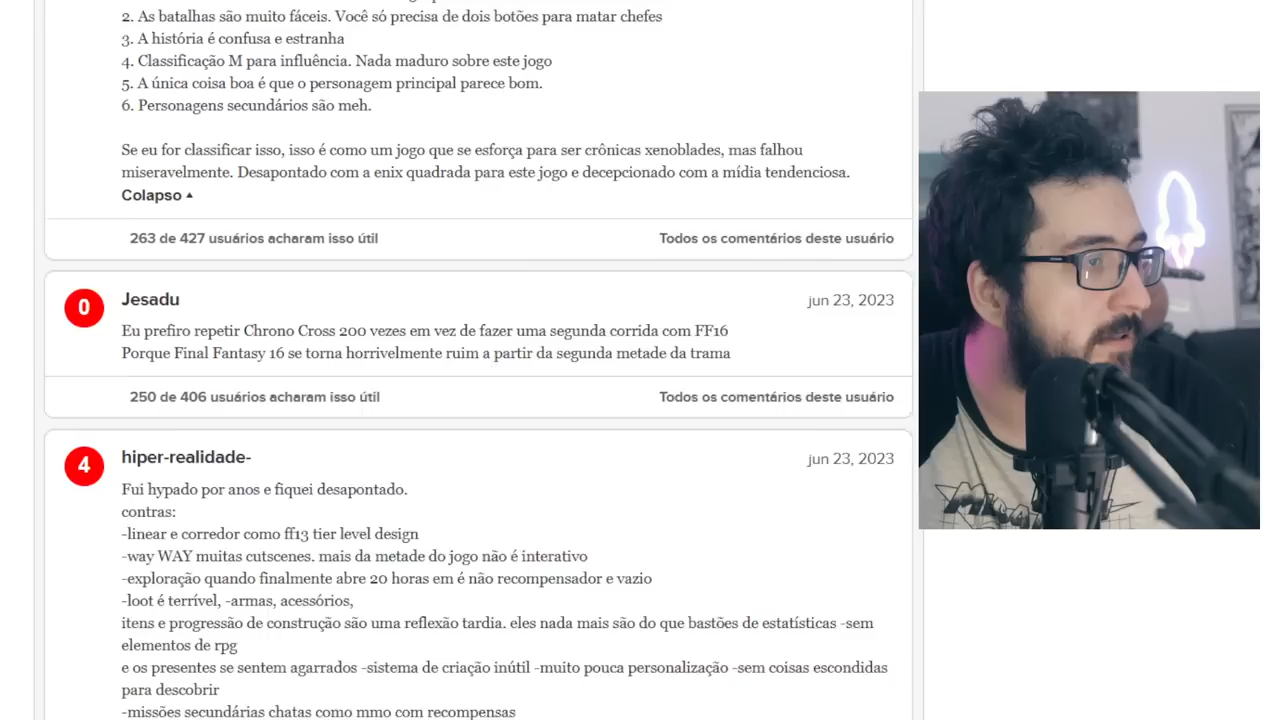 2. As batalhas são muito fáceis. Você só precisa de dois botões para matar chefes
3. A história é confusa e estranha
4. Classificação M para influência. Nada maduro sobre este jogo
5. A única coisa boa é que o personagem principal parece bom.
6. Personagens secundários são meh.
Se eu for classificar isso, isso é como um jogo que se esforça para ser crônicas xenoblades, mas falhou
miseravelmente. Desapontado com a enix quadrada para este jogo e decepcionado com a mídia tendenciosa.
Colapso
263 de 427 usuários acharam isso útil Todos os comentários deste usuário
0 Jesadu jun 23, 2023
Eu prefiro repetir Chrono Cross 200 vezes em vez de fazer uma segunda corrida com FF16
Porque Final Fantasy 16 se torna horrivelmente ruim a partir da segunda metade da trama
250 de 406 usuários acharam isso útil Todos os comentários deste usuário
4 hiper-realidade- jun 23, 2023
Fui hypado por anos e fiquei desapontado.
contras:
-linear e corredor como ff13 tier level design
-way WAY muitas cutscenes. mais da metade do jogo não é interativo
-exploração quando finalmente abre 20 horas em é não recompensador e vazio
-loot é terrível, -armas, acessórios,
itens e progressão de construção são uma reflexão tardia. eles nada mais são do que bastões de estatísticas -sem
elementos de rpg
e os presentes se sentem agarrados -sistema de criação inútil -muito pouca personalização -sem coisas escondidas
para descobrir
-missões secundárias chatas como mmo com recompensas